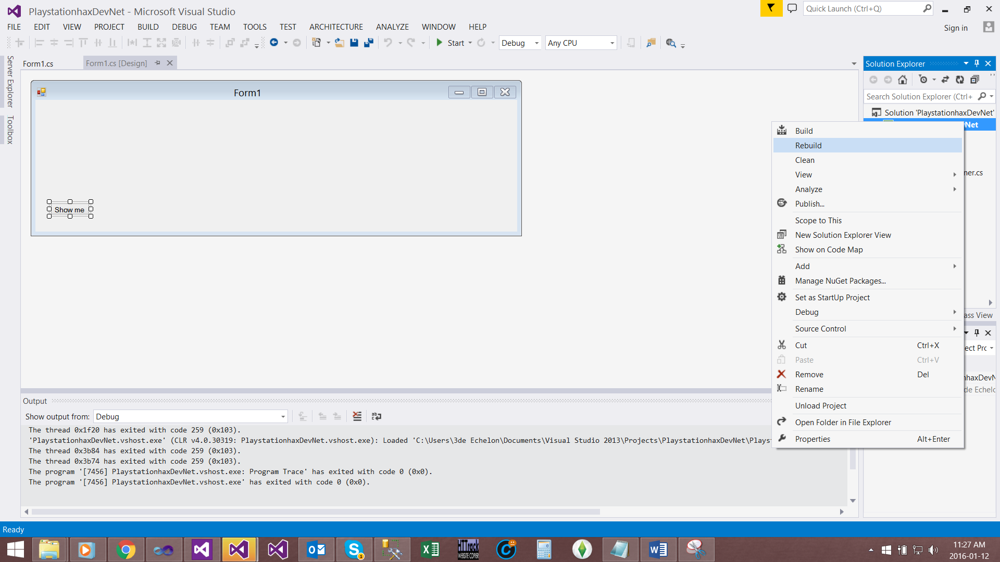 PlaystationhaxDevNet - Microsoft Visual Studio
Quick Launch (Ctrl+Q)
FILE EDIT VIEW PROJECT BUILD DEBUG TEAM TOOLS TEST ARCHITECTURE ANALYZE WINDOW HELP
Sign in
Start Debug Any CPU
Server Explorer
Toolbox
Form1.cs Form1.cs [Design]
Form1
Show me
Solution Explorer
Search Solution Explorer (Ctrl+
Solution 'PlaystationhaxDevNet'
vNet
ner.cs
Build
Rebuild
Clean
View
Analyze
Publish...
Scope to This
New Solution Explorer View
Show on Code Map
Add
Manage NuGet Packages...
Set as StartUp Project
Debug
Source Control
Cut Ctrl+X
Paste Ctrl+V
Remove Del
Rename
Unload Project
Open Folder in File Explorer
Properties Alt+Enter
ass View
ect Prc
haxDevN
de Echelo
Output
Show output from: Debug
The thread 0x1f20 has exited with code 259 (0x103).
'PlaystationhaxDevNet.vshost.exe' (CLR v4.0.30319: PlaystationhaxDevNet.vshost.exe): Loaded 'C:\Users\3de Echelon\Documents\Visual Studio 2013\Projects\PlaystationhaxDevNet\Playst
The thread 0x3b84 has exited with code 259 (0x103).
The thread 0x3b74 has exited with code 259 (0x103).
The program '[7456] PlaystationhaxDevNet.vshost.exe: Program Trace' has exited with code 0 (0x0).
The program '[7456] PlaystationhaxDevNet.vshost.exe' has exited with code 0 (0x0).
Ready
HTTrack
WEBSITE COPIER
1
11:27 AM
2016-01-12